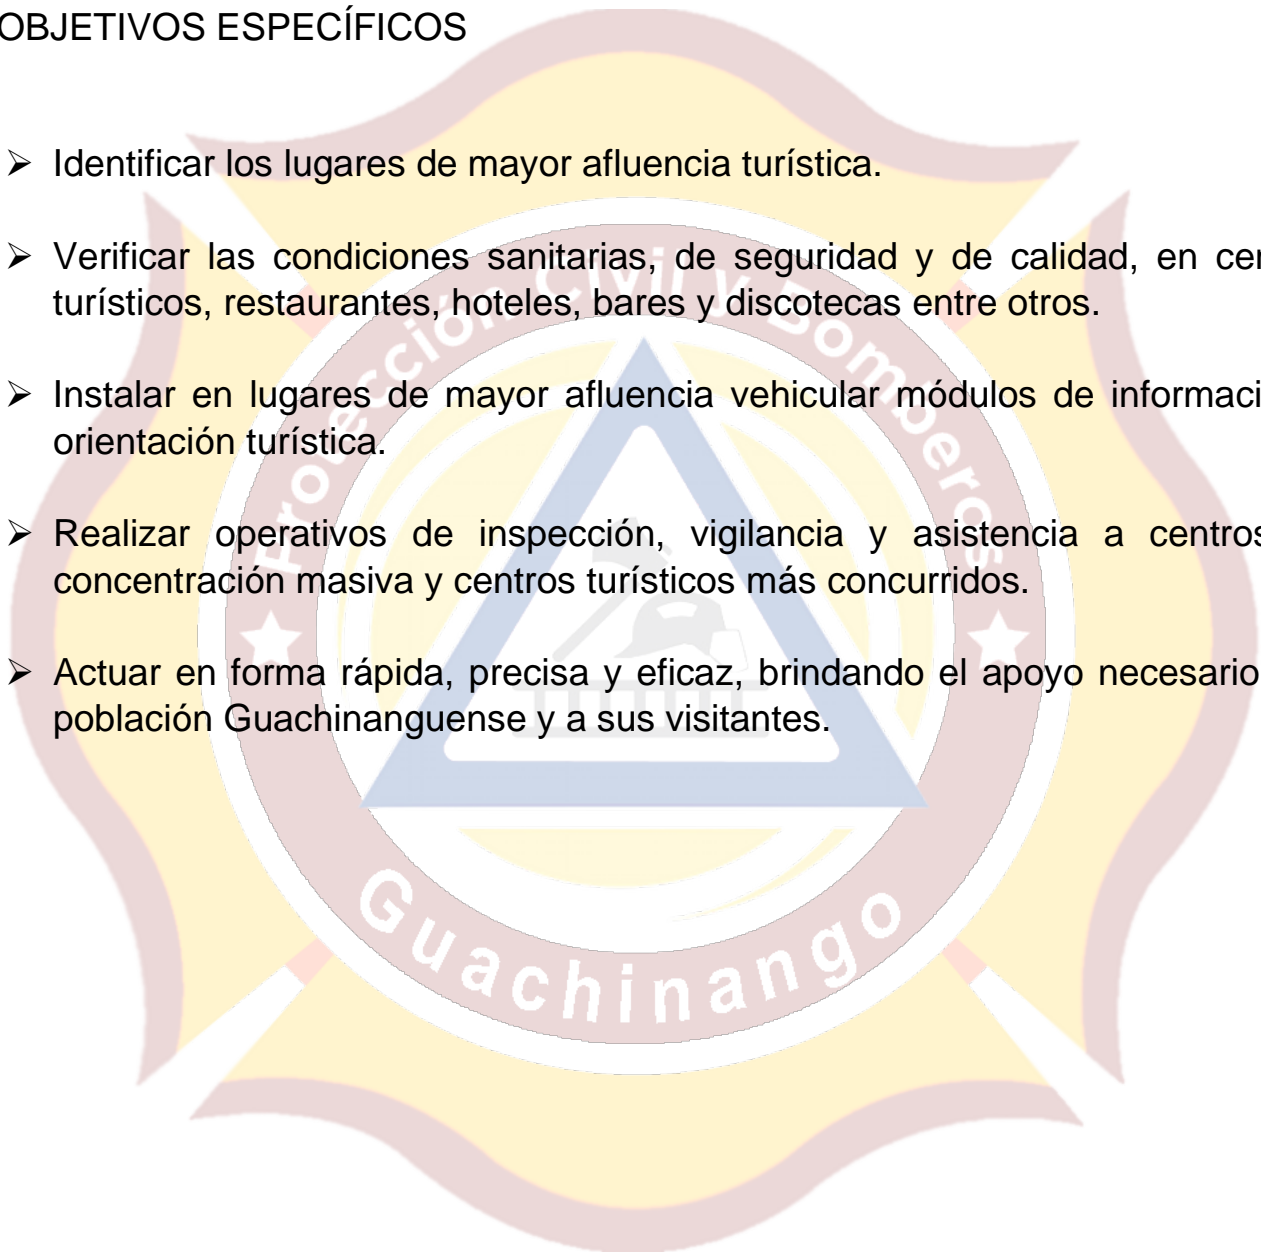 OBJETIVOS ESPECÍFICOS
➢ Identificar los lugares de mayor afluencia turística.
➢ Verificar las condiciones sanitarias, de seguridad y de calidad, en
turísticos, restaurantes, hoteles, bares y discotecas entre otros.
➢ Instalar en lugares de mayor afluencia vehicular módulos de
orientación turística.
➢ Realizar operativos de inspección, vigilancia y asistencia a centros
concentración masiva y centros turísticos más concurridos.
➢ Actuar en forma rápida, precisa y eficaz, brindando el apoyo necesario
población Guachinanguense y a sus visitantes.
Protección Civil y Bomberos
Guachinango